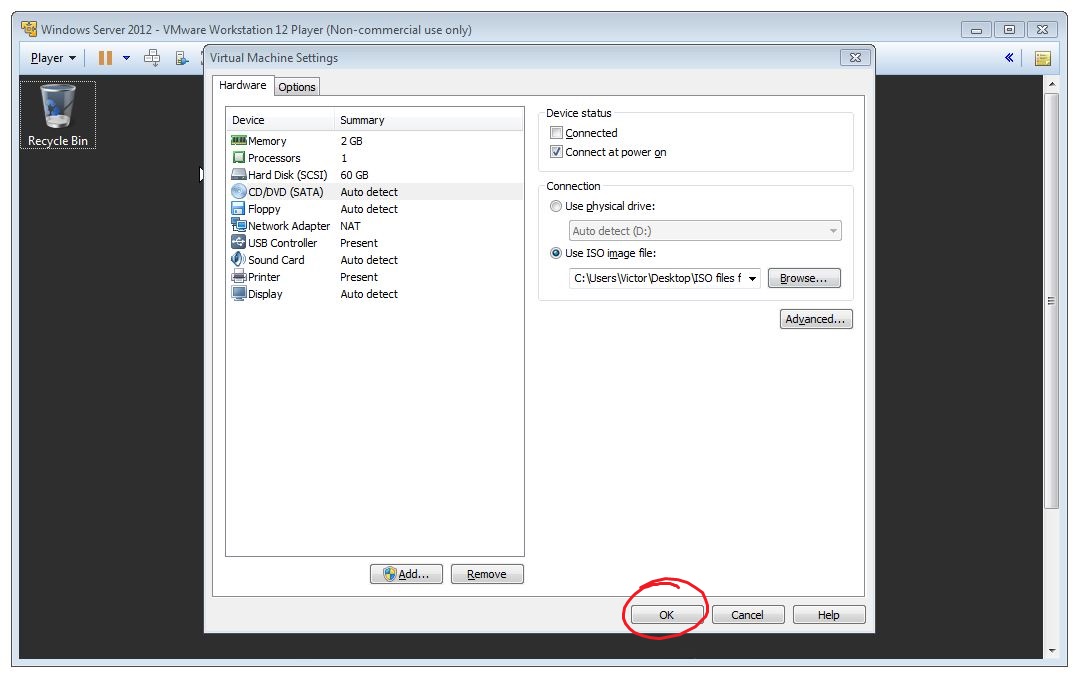 Windows Server 2012 - VMware Workstation 12 Player (Non-commercial use only)
Player
Virtual Machine Settings
Recycle Bin
Hardware Options
Device Summary
Memory 2 GB
Processors 1
Hard Disk (SCSI) 60 GB
CD/DVD (SATA) Auto detect
Floppy Auto detect
Network Adapter NAT
USB Controller Present
Sound Card Auto detect
Printer Present
Display Auto detect
Add... Remove
Device status
Connected
Connect at power on
Connection
Use physical drive:
Auto detect (D:)
Use ISO image file:
C:\Users\Victor\Desktop\ISO files f Browse...
Advanced...
OK Cancel Help